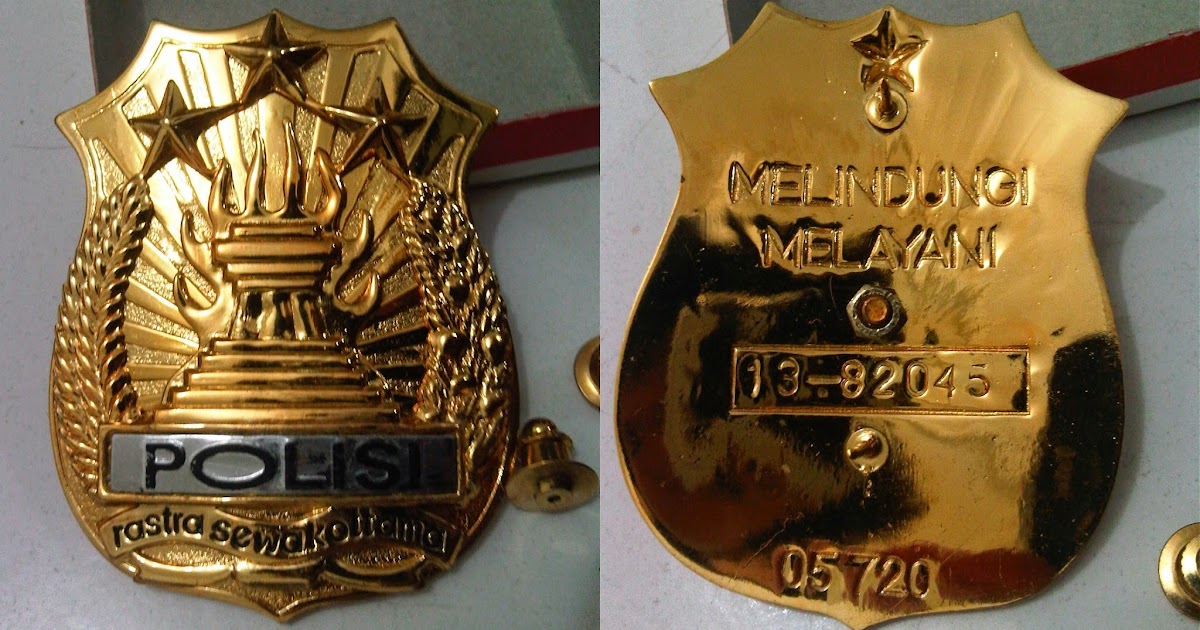 POLISI
rastra sewakottama
MELINDUNGI
MELAYANI
13-82045
05720